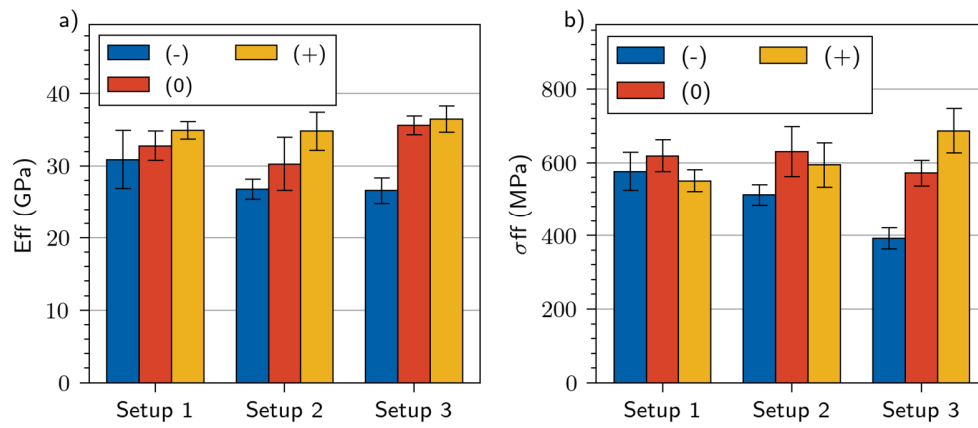 a)
(-)
(+)
(0)
40
30
20
10
0
Eff (GPa)
Setup 1
Setup 2
Setup 3
b)
(-)
(+)
(0)
800
600
400
200
0
σff (MPa)
Setup 1
Setup 2
Setup 3